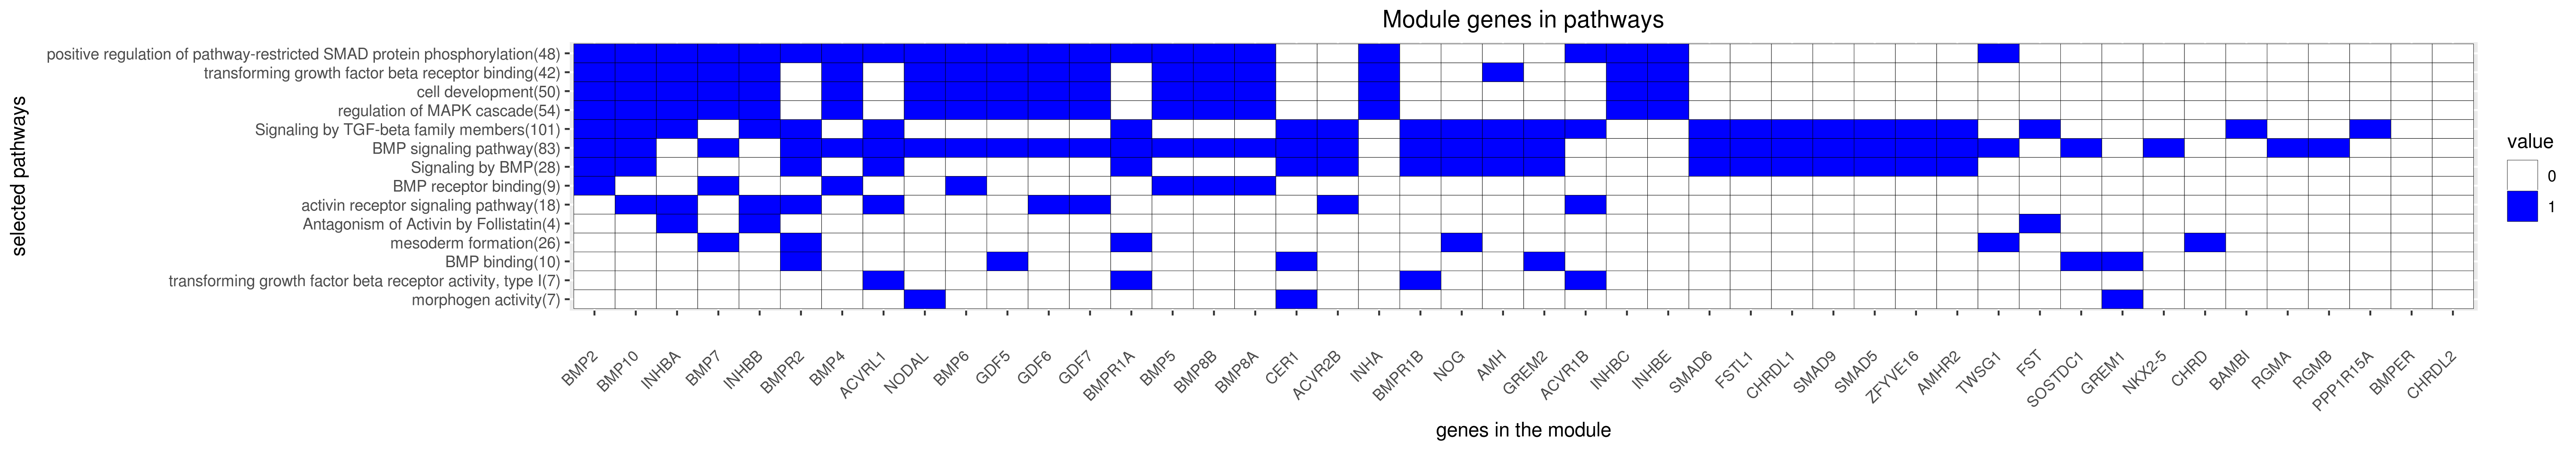 Module genes in pathways
selected pathways
positive regulation of pathway-restricted SMAD protein phosphorylation(48)
transforming growth factor beta receptor binding(42)
cell development(50)
regulation of MAPK cascade(54)
Signaling by TGF-beta family members(101)
BMP signaling pathway(83)
Signaling by BMP(28)
BMP receptor binding(9)
activin receptor signaling pathway(18)
Antagonism of Activin by Follistatin(4)
mesoderm formation(26)
BMP binding(10)
transforming growth factor beta receptor activity, type I(7)
morphogen activity(7)
BMP2
BMP10
INHBA
BMP7
INHBB
BMPR2
BMP4
ACVRL1
NODAL
BMP6
GDF5
GDF6
GDF7
BMPR1A
BMP5
BMP8B
BMP8A
CER1
ACVR2B
INHA
BMPR1B
NOG
AMH
GREM2
ACVR1B
INHBC
INHBE
SMAD6
FSTL1
CHRDL1
SMAD9
SMAD5
ZFYVE16
AMHR2
TWSG1
FST
SOSTDC1
GREM1
NKX2-5
CHRD
BAMBI
RGMA
RGMB
PPP1R15A
BMPER
CHRDL2
genes in the module
value
0
1